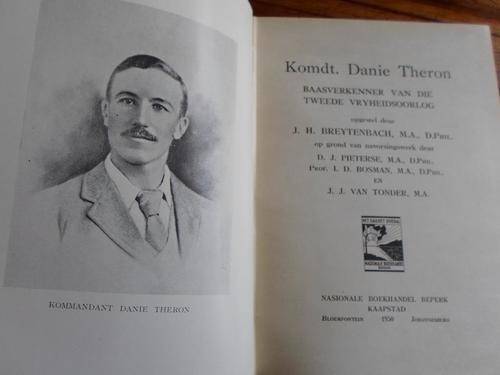 KOMMANDANT DANIE THERON
Komdt. Danie Theron
BAASVERKENNER VAN DIE
TWEEDE VRYHEIDSOORLOG
opgestel deur
J. H. BREYTENBACH, M.A., D.PHIL.
op grond van navorsingswerk deur
D. J. PIETERSE, M.A., D.PHIL.
PROF. I. D. BOSMAN, M.A., D.PHIL.
EN
J. J. VAN TONDER, M.A.
NASIONALE BOEKHANDEL BEPERK
KAAPSTAD
BLOEMFONTEIN 1950 JOHANNESBURG